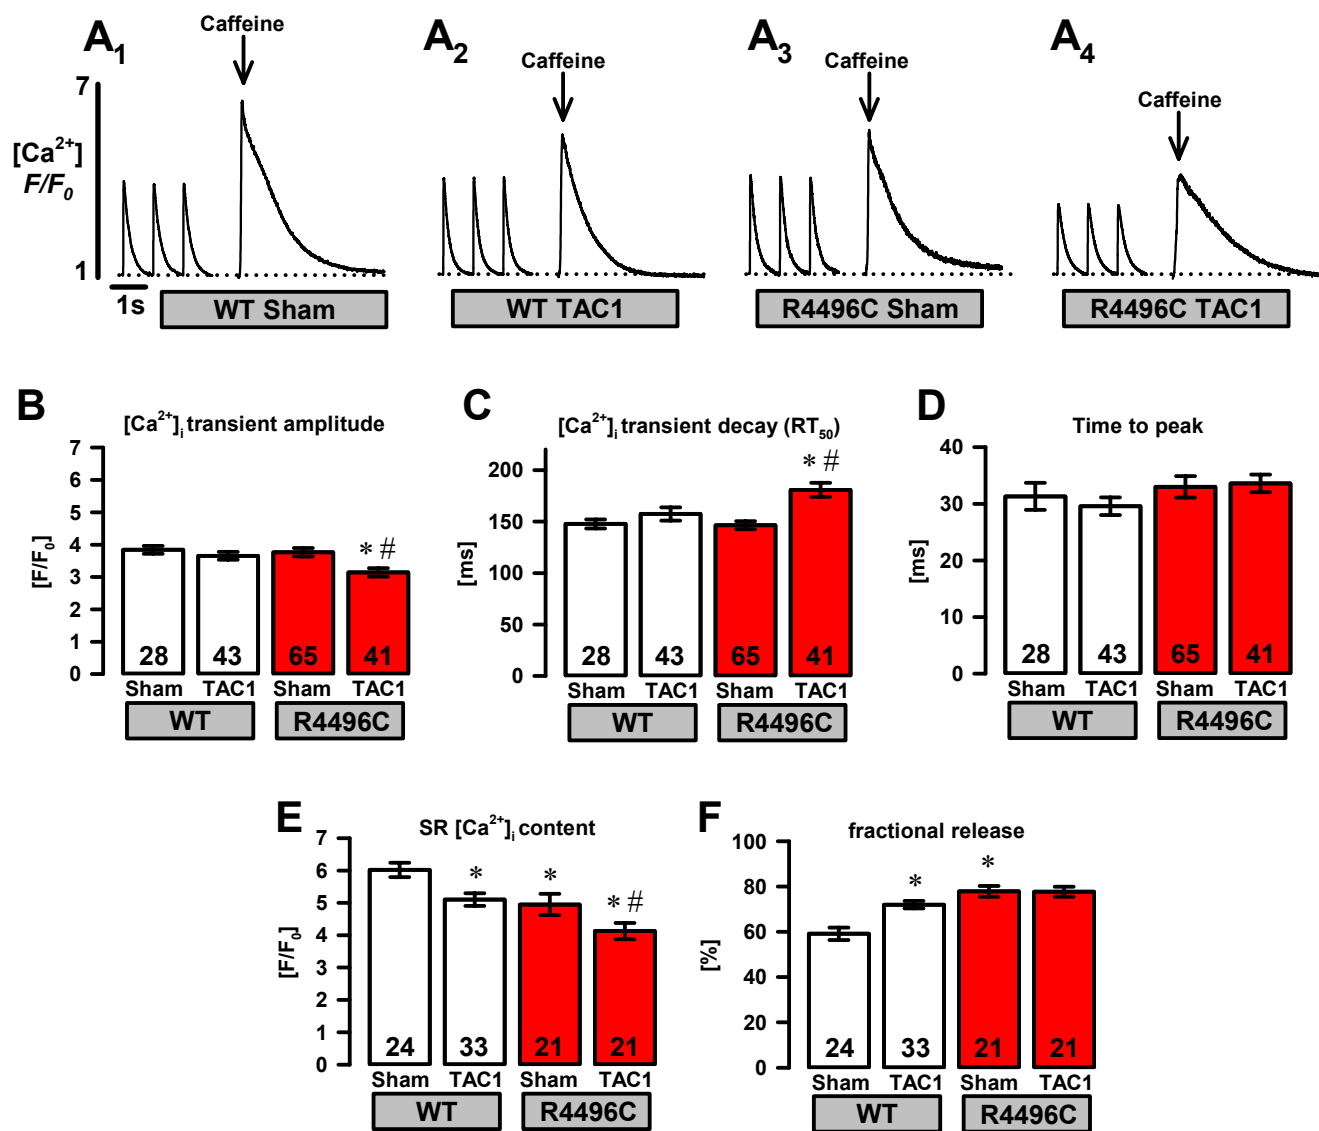 A1 A2 A3 A4
Caffeine
Caffeine
Caffeine
Caffeine
7
[Ca2+]
F/F0
1
1s
WT Sham
WT TAC1
R4496C Sham
R4496C TAC1
B
[Ca2+]i transient amplitude
[F/F0]
7
6
5
4
3
2
1
0
28 43 65 41
* #
Sham TAC1 Sham TAC1
WT R4496C
C
[Ca2+]i transient decay (RT50)
[ms]
200
150
100
50
0
28 43 65 41
* #
Sham TAC1 Sham TAC1
WT R4496C
D
Time to peak
[ms]
40
30
20
10
0
28 43 65 41
Sham TAC1 Sham TAC1
WT R4496C
E
SR [Ca2+]i content
[F/F0]
7
6
5
4
3
2
1
0
* * * #
24 33 21 21
Sham TAC1 Sham TAC1
WT R4496C
F
fractional release
[%]
100
80
60
40
20
0
* *
24 33 21 21
Sham TAC1 Sham TAC1
WT R4496C